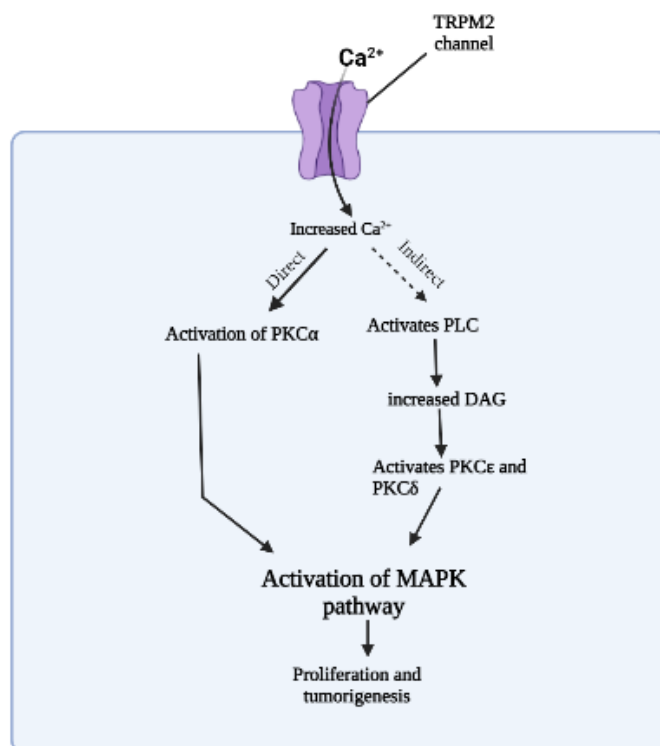 TRPM2
channel
Ca²⁺
Increased Ca²⁺
Direct
Indirect
Activation of PKCα
Activates PLC
increased DAG
Activates PKCε and
PKCδ
Activation of MAPK
pathway
Proliferation and
tumorigenesis